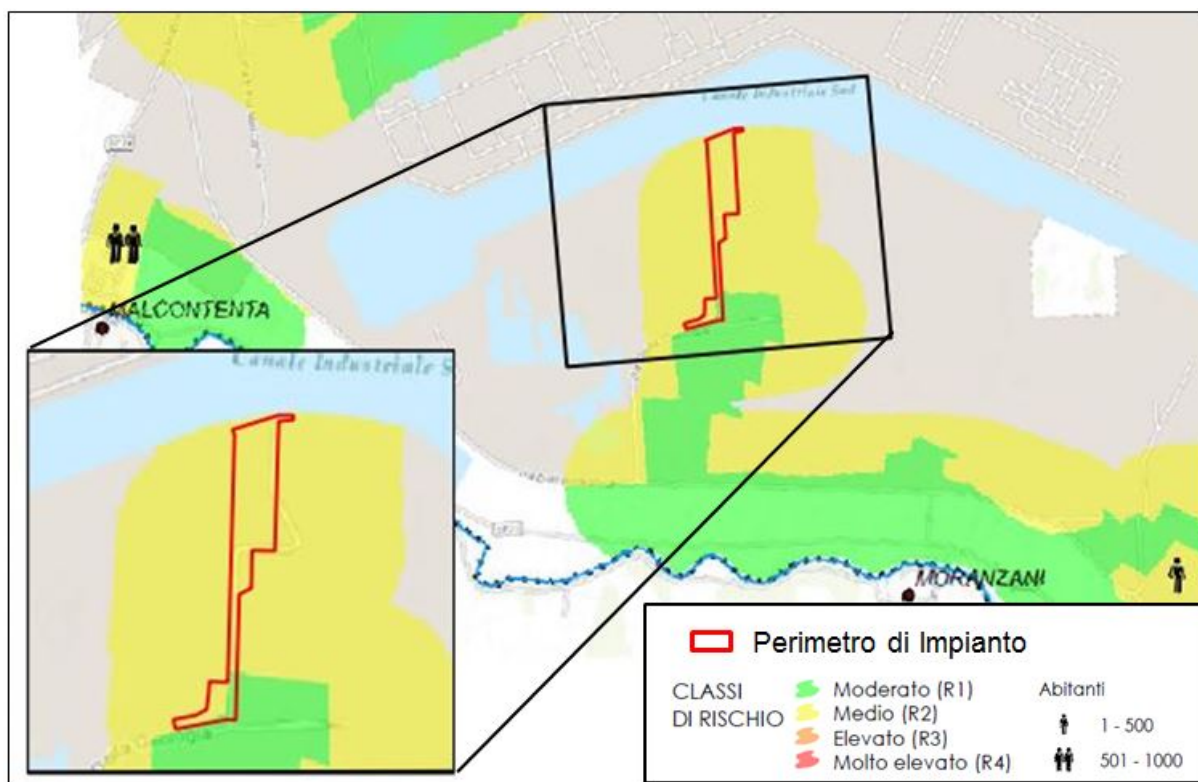 Canale Industriale Sud
MALCONTENTA
Canale Industriale S
MORANZANI
Perimetro di Impianto
CLASSI
DI RISCHIO
Moderato (R1)
Medio (R2)
Elevato (R3)
Molto elevato (R4)
Abitanti
1 - 500
501 - 1000